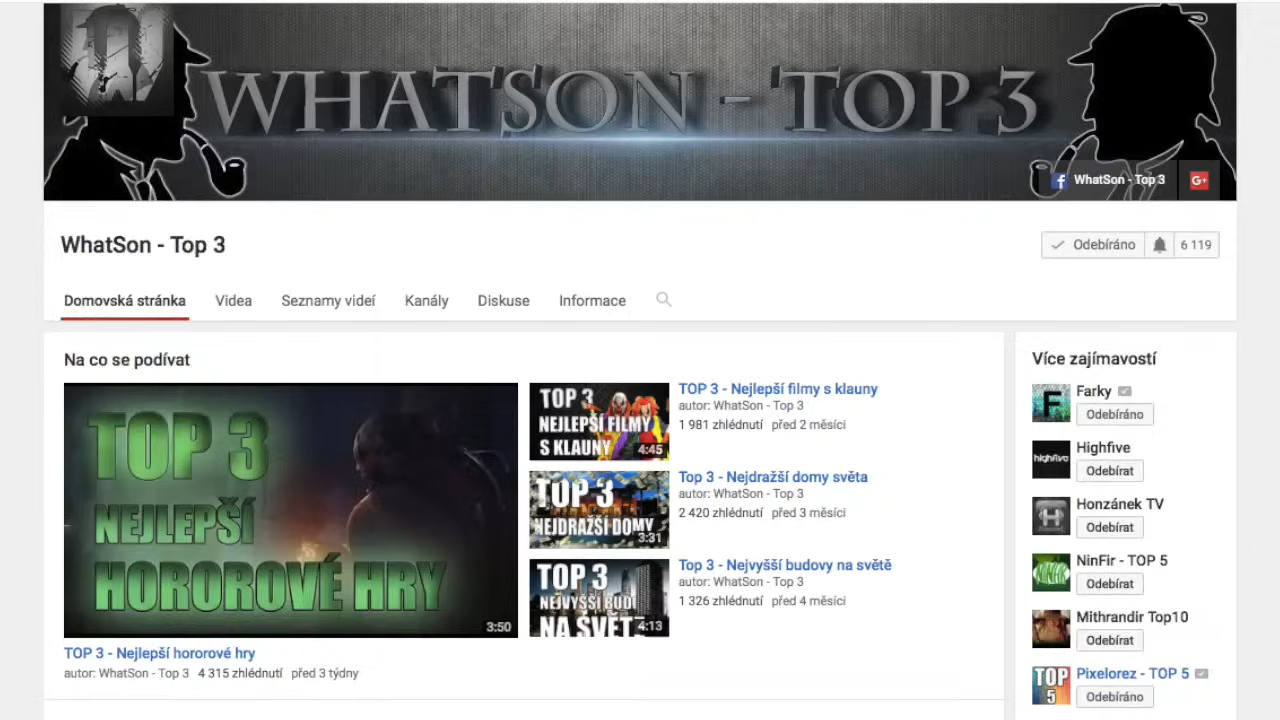 WHATSON - TOP 3
WhatSon - Top 3
G+
WhatSon - Top 3
Odebíráno
6 119
Domovská stránka
Videa
Seznamy videí
Kanály
Diskuse
Informace
Na co se podívat
TOP 3
NEJLEPŠÍ
HOROROVÉ HRY
3:50
TOP 3 - Nejlepší hororové hry
autor: WhatSon - Top 3 4 315 zhlédnutí před 3 týdny
TOP 3
NEJLEPŠÍ FILMY
S KLAUNY
4:45
TOP 3 - Nejlepší filmy s klauny
autor: WhatSon - Top 3
1 981 zhlédnutí před 2 měsíci
TOP 3
NEJDRAŽŠÍ DOMY
3:31
Top 3 - Nejdražší domy světa
autor: WhatSon - Top 3
2 420 zhlédnutí před 3 měsíci
TOP 3
NEJVYŠŠÍ BUDO
NA SVĚTĚ
4:13
Top 3 - Nejvyšší budovy na světě
autor: WhatSon - Top 3
1 326 zhlédnutí před 4 měsíci
Více zajímavostí
F
Farky
Odebíráno
highfive
Highfive
Odebírat
H
Honzánek TV
Odebírat
NINFIR
NinFir - TOP 5
Odebírat
Mithrandir Top10
Odebírat
TOP
5
Pixelorez - TOP 5
Odebíráno